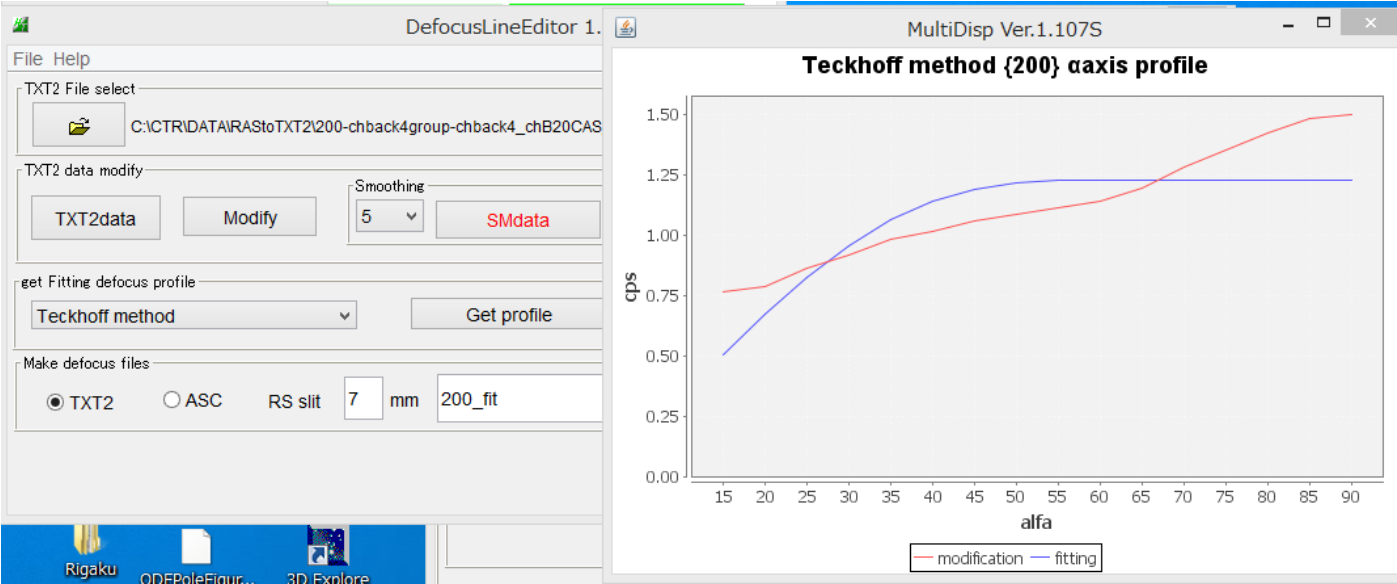 DefocusLineEditor 1.
File Help
TXT2 File select
C:\CTR\DATA\RAStoTXT2\200-chback4group-chback4_chB20CAS
TXT2 data modify
TXT2data
Modify
Smoothing
5
SMdata
get Fitting defocus profile
Teckhoff method
Get profile
Make defocus files
TXT2
ASC
RS slit
7
mm
200_fit
Rigaku
ODFPoleFigur...
3D Explore
MultiDisp Ver.1.107S
Teckhoff method {200} αaxis profile
cps
1.50
1.25
1.00
0.75
0.50
0.25
0.00
15 20 25 30 35 40 45 50 55 60 65 70 75 80 85 90
alfa
modification fitting